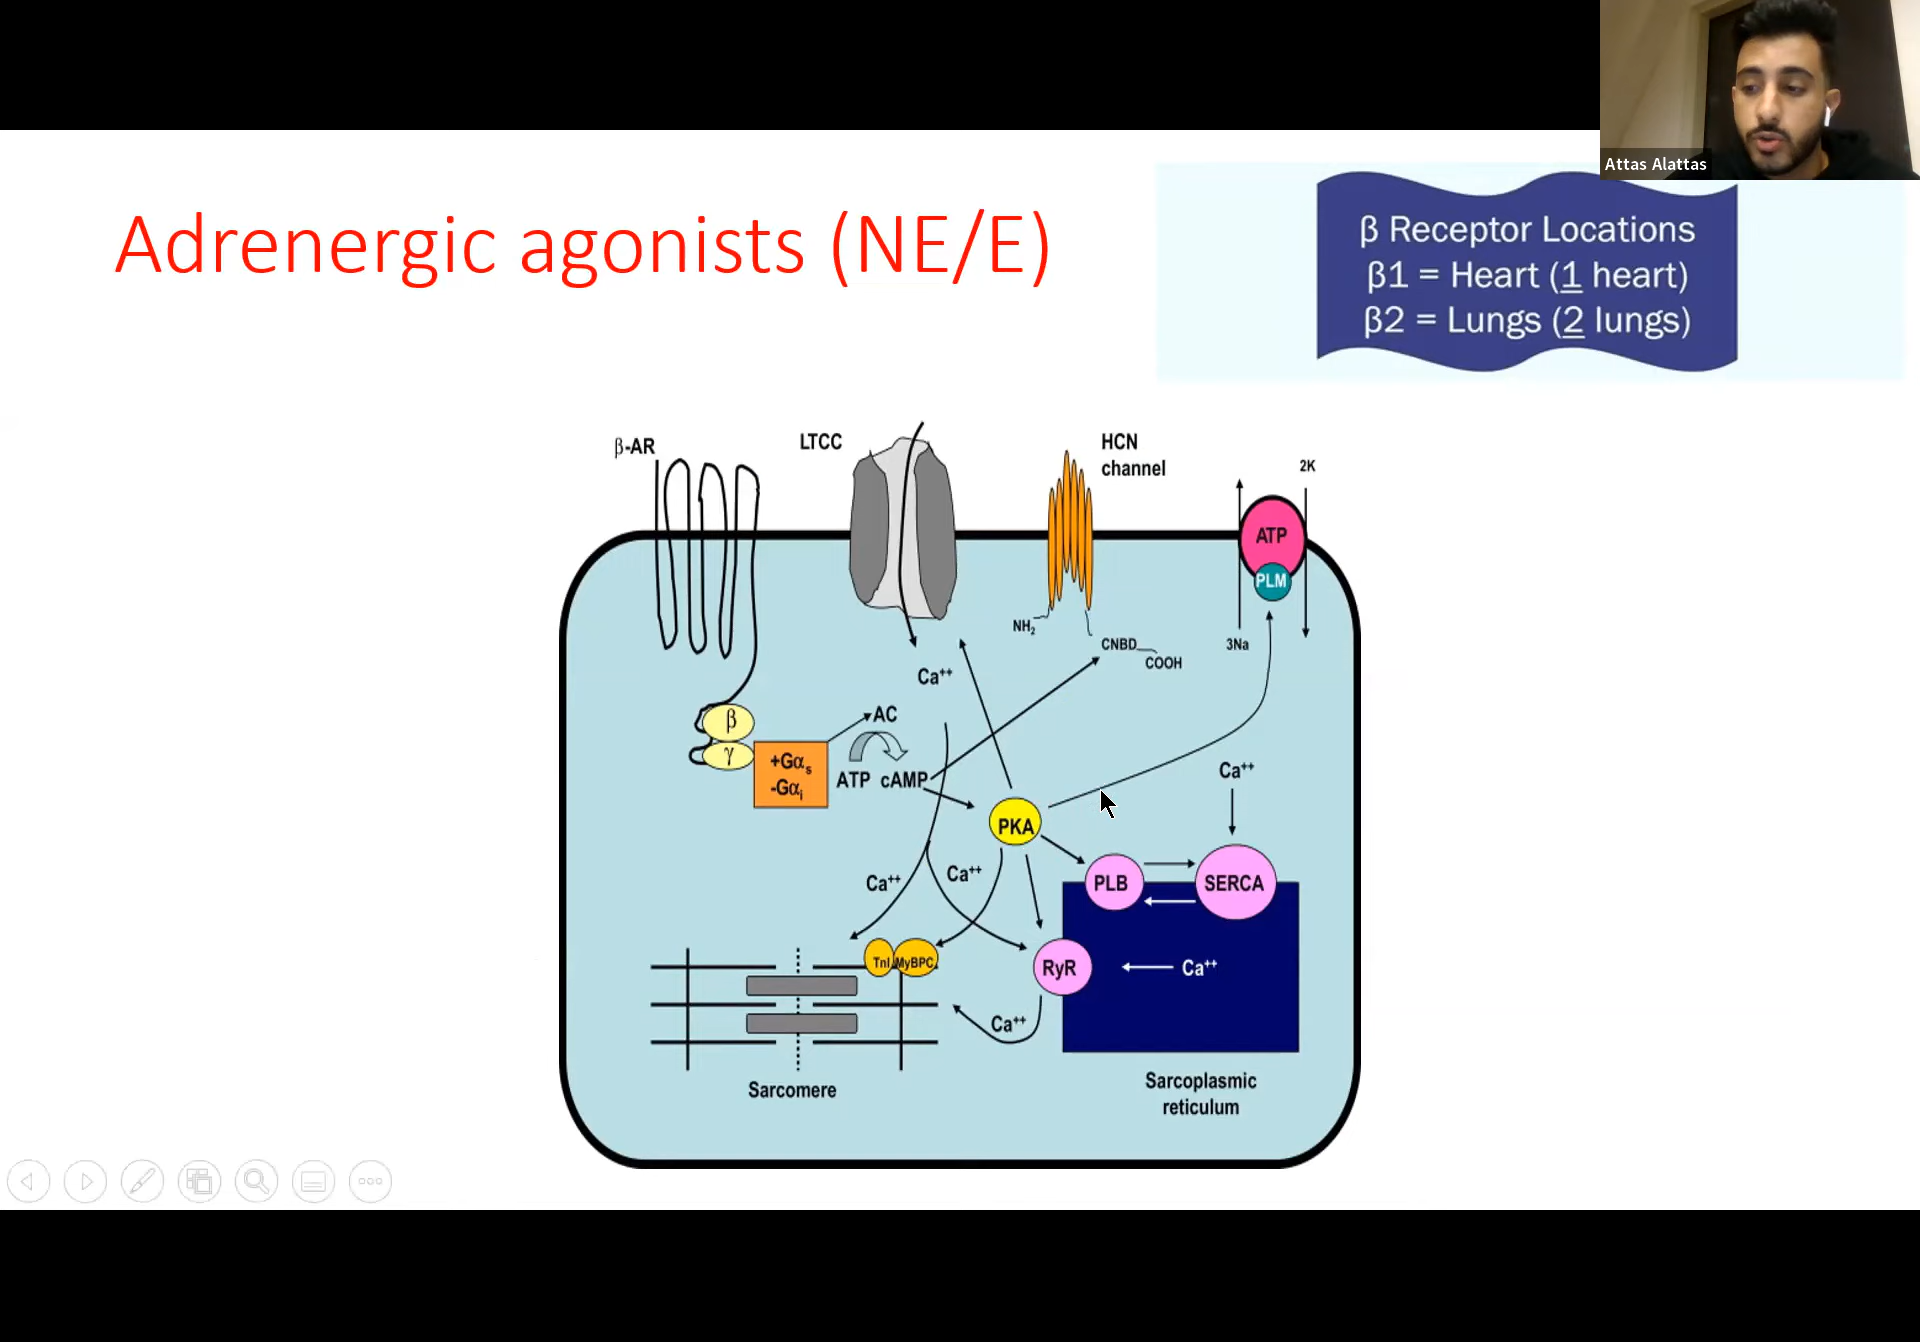 Attas Alattas
Adrenergic agonists (NE/E)
β Receptor Locations
β1 = Heart (1 heart)
β2 = Lungs (2 lungs)
β-AR
LTCC
HCN
channel
2K
ATP
PLM
NH2
CNBD
COOH
3Na
Ca++
β
γ
AC
+Gαs
-Gαi
ATP cAMP
Ca++
PKA
Ca++
Ca++
PLB
SERCA
TnI
MyBPC
RyR
Ca++
Ca++
Sarcomere
Sarcoplasmic
reticulum